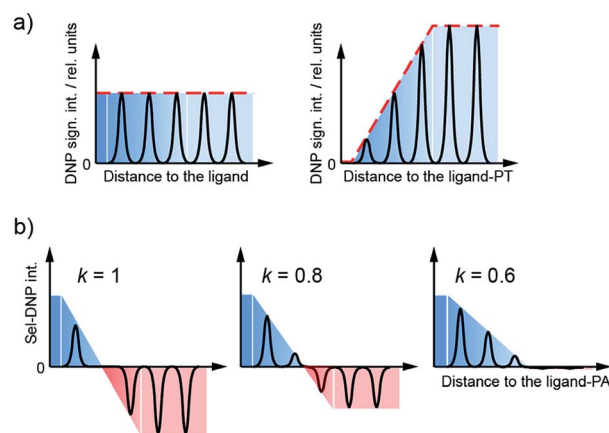 a)
DNP sign. int. / rel. units
0
Distance to the ligand
DNP sign. int. / rel. units
0
Distance to the ligand-PT
b)
Sel-DNP int.
0
k = 1
k = 0.8
k = 0.6
Distance to the ligand-PA